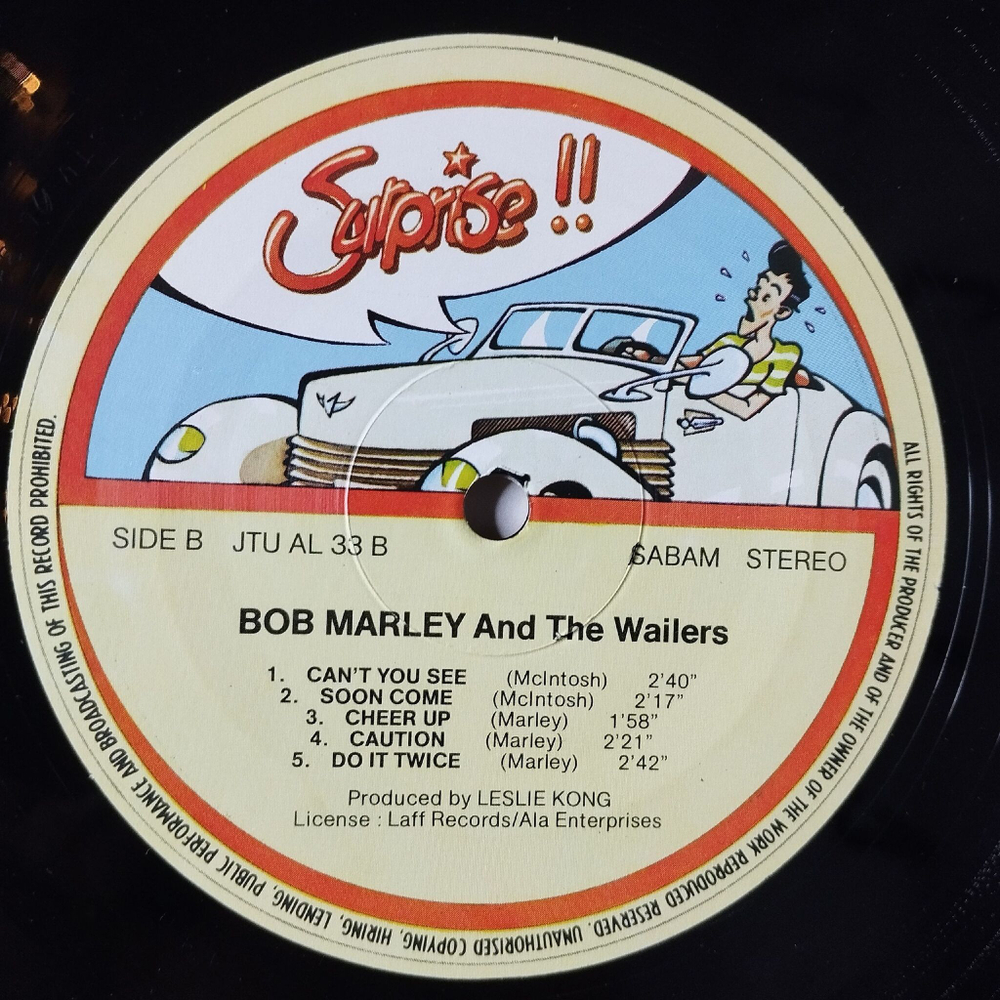 Surprise !!
SIDE B JTU AL 33 B SABAM STEREO
BOB MARLEY And The Wailers
1. CAN'T YOU SEE (McIntosh) 2'40"
2. SOON COME (McIntosh) 2'17"
3. CHEER UP (Marley) 1'58"
4. CAUTION (Marley) 2'21"
5. DO IT TWICE (Marley) 2'42"
Produced by LESLIE KONG
License : Laff Records/Ala Enterprises
ALL RIGHTS OF THE PRODUCER AND OF THE OWNER OF THE WORK REPRODUCED RESERVED. UNAUTHORISED COPYING, HIRING, LENDING, PUBLIC PERFORMANCE AND BROADCASTING OF THIS RECORD PROHIBITED.